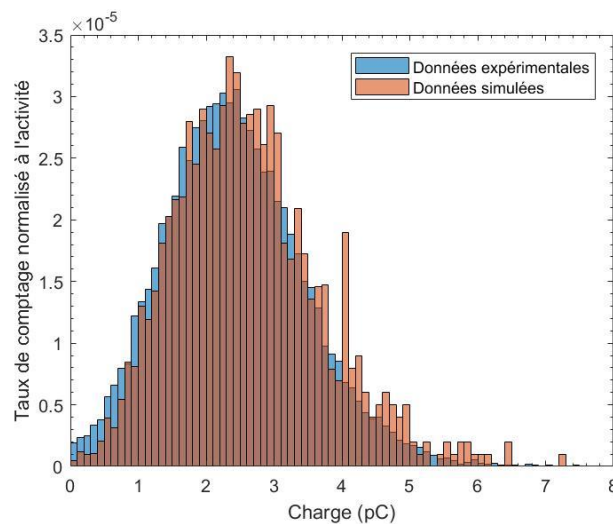 ×10-5
3.5
3
2.5
2
1.5
1
0.5
0
0 1 2 3 4 5 6 7 8
Taux de comptage normalisé à l'activité
Charge (pC)
Données expérimentales
Données simulées